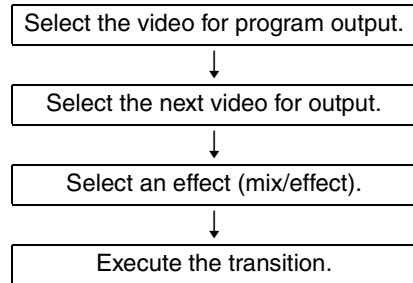 Select the video for program output.
Select the next video for output.
Select an effect (mix/effect).
Execute the transition.